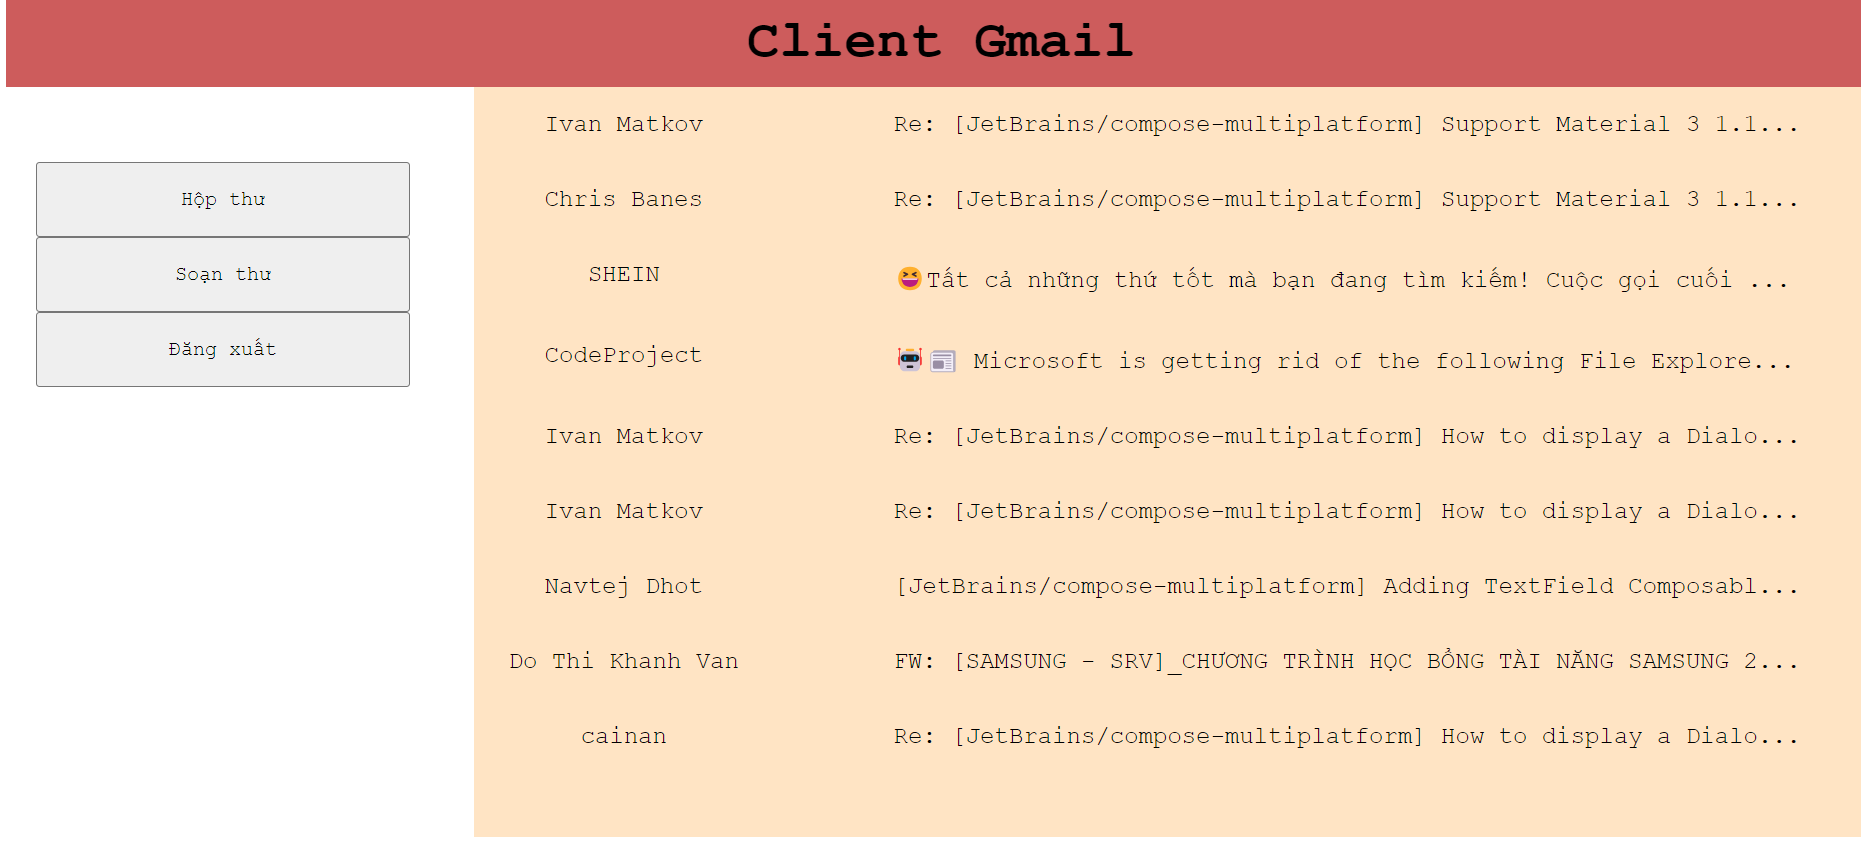 Client Gmail
Hộp thư
Soạn thư
Đăng xuất
Ivan Matkov Re: [JetBrains/compose-multiplatform] Support Material 3 1.1...
Chris Banes Re: [JetBrains/compose-multiplatform] Support Material 3 1.1...
SHEIN 😆Tất cả những thứ tốt mà bạn đang tìm kiếm! Cuộc gọi cuối ...
CodeProject 🤖📰 Microsoft is getting rid of the following File Explore...
Ivan Matkov Re: [JetBrains/compose-multiplatform] How to display a Dialo...
Ivan Matkov Re: [JetBrains/compose-multiplatform] How to display a Dialo...
Navtej Dhot [JetBrains/compose-multiplatform] Adding TextField Composabl...
Do Thi Khanh Van FW: [SAMSUNG - SRV]_CHƯƠNG TRÌNH HỌC BỔNG TÀI NĂNG SAMSUNG 2...
cainan Re: [JetBrains/compose-multiplatform] How to display a Dialo...